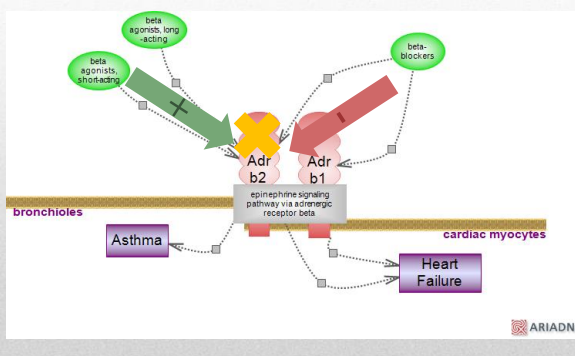 beta
agonists, long
-acting
beta
agonists,
short-acting
beta-
blockers
+
-
Adr
b2
Adr
b1
epinephrine signaling
pathway via adrenergic
receptor beta
bronchioles
cardiac myocytes
Asthma
Heart
Failure
ARIADN